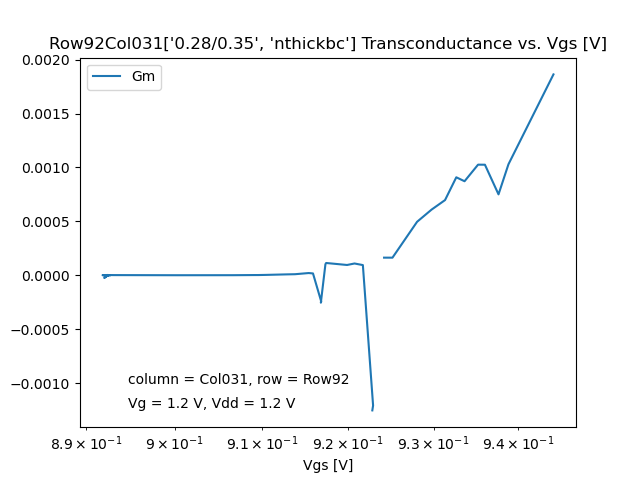 Row92Col031['0.28/0.35', 'nthickbc'] Transconductance vs. Vgs [V]
Gm
0.0020
0.0015
0.0010
0.0005
0.0000
−0.0005
−0.0010
column = Col031, row = Row92
Vg = 1.2 V, Vdd = 1.2 V
8.9 × 10⁻¹ 9 × 10⁻¹ 9.1 × 10⁻¹ 9.2 × 10⁻¹ 9.3 × 10⁻¹ 9.4 × 10⁻¹
Vgs [V]